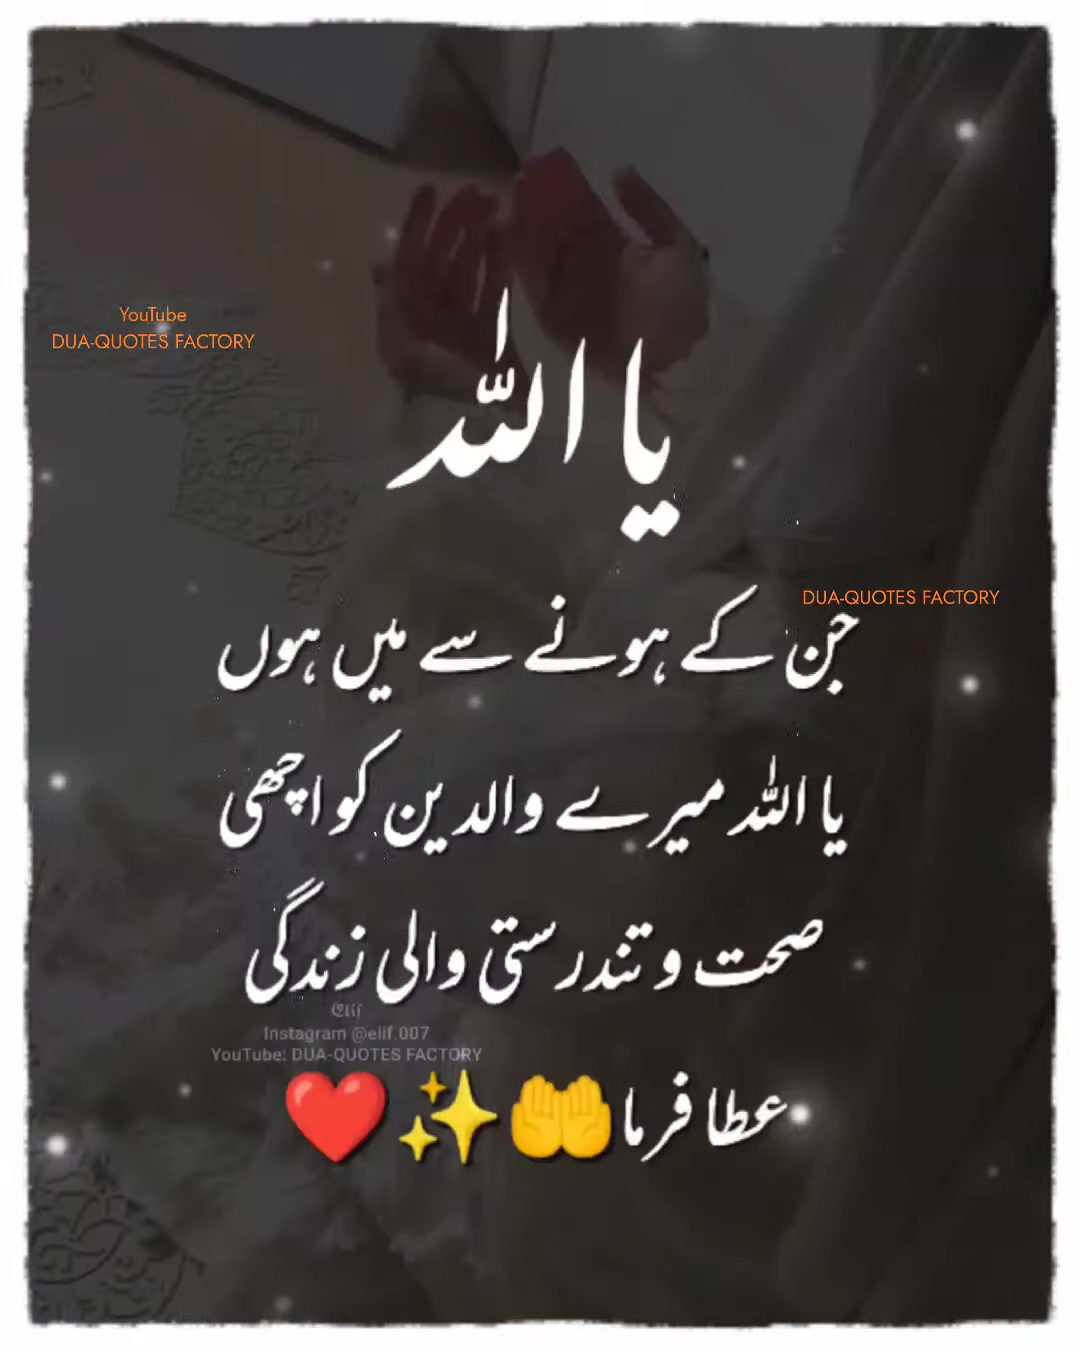 YouTube
DUA-QUOTES FACTORY
یا اللہ
DUA-QUOTES FACTORY
جن کے ہونے سے میں ہوں
یا اللہ میرے والدین کو اچھی
صحت و تندرستی والی زندگی
Elif
Instagram @elif.007
YouTube: DUA-QUOTES FACTORY
عطا فرما🤲✨❤️